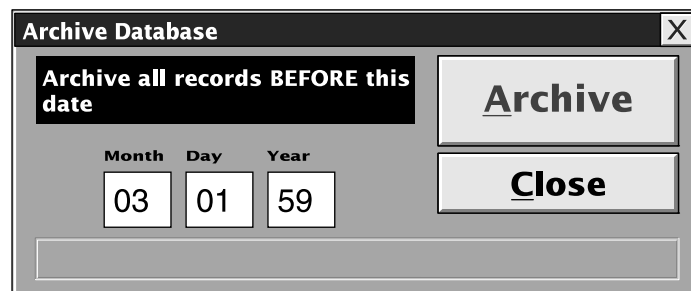 Archive Database X
Archive all records BEFORE this
date
Archive
Month Day Year
03 01 59
Close